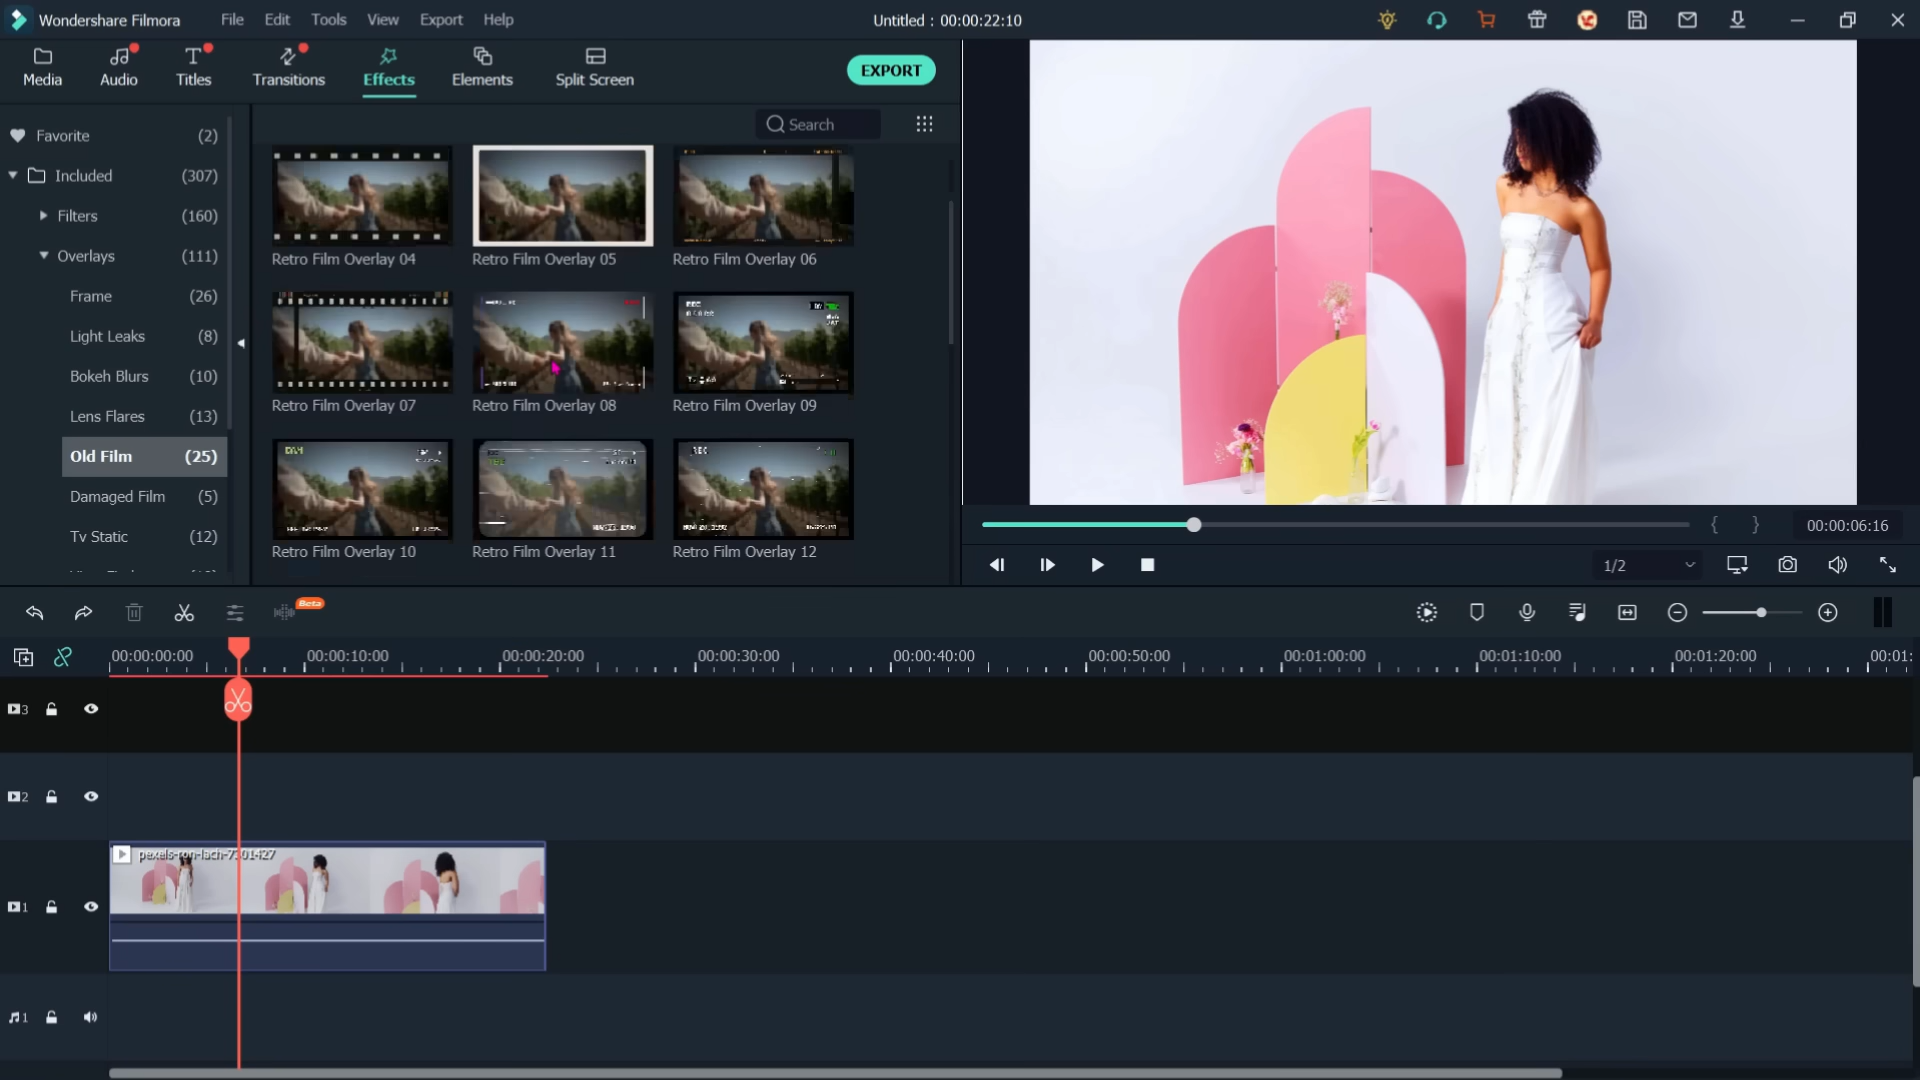 Wondershare Filmora
File
Edit
Tools
View
Export
Help
Untitled : 00:00:22:10
Media
Audio
Titles
Transitions
Effects
Elements
Split Screen
EXPORT
Favorite (2)
Included (307)
Filters (160)
Overlays (111)
Frame (26)
Light Leaks (8)
Bokeh Blurs (10)
Lens Flares (13)
Old Film (25)
Damaged Film (5)
Tv Static (12)
Search
Retro Film Overlay 04
Retro Film Overlay 05
Retro Film Overlay 06
Retro Film Overlay 07
Retro Film Overlay 08
Retro Film Overlay 09
Retro Film Overlay 10
Retro Film Overlay 11
Retro Film Overlay 12
{ }
00:00:06:16
1/2
Beta
00:00:00:00
00:00:10:00
00:00:20:00
00:00:30:00
00:00:40:00
00:00:50:00
00:01:00:00
00:01:10:00
00:01:20:00
00:01:
3
2
pexels-ron-lach-7301427
1
1